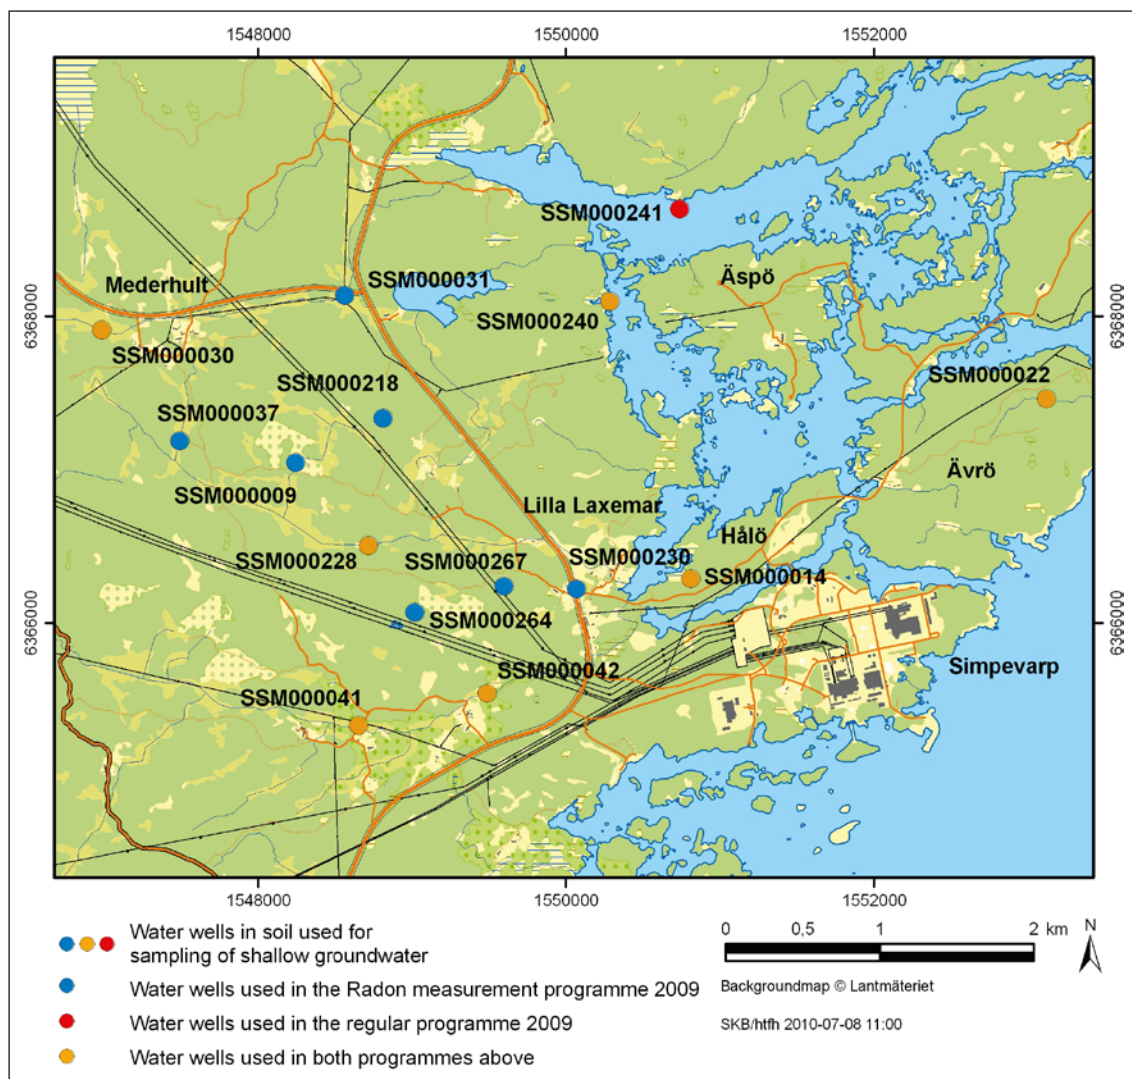 1548000 1550000 1552000
SSM000241
Äspö
Mederhult
SSM000031
6368000
6368000
SSM000240
SSM000030
SSM000022
SSM000218
SSM000037
Ävrö
SSM000009
Lilla Laxemar
Hålö
SSM000228
SSM000267
SSM000230
SSM000014
SSM000264
6366000
6366000
Simpevarp
SSM000042
SSM000041
1548000 1550000 1552000
Water wells in soil used for
sampling of shallow groundwater
Water wells used in the Radon measurement programme 2009
Water wells used in the regular programme 2009
Water wells used in both programmes above
0 0,5 1 2 km
N
Backgroundmap © Lantmäteriet
SKB/htfh 2010-07-08 11:00